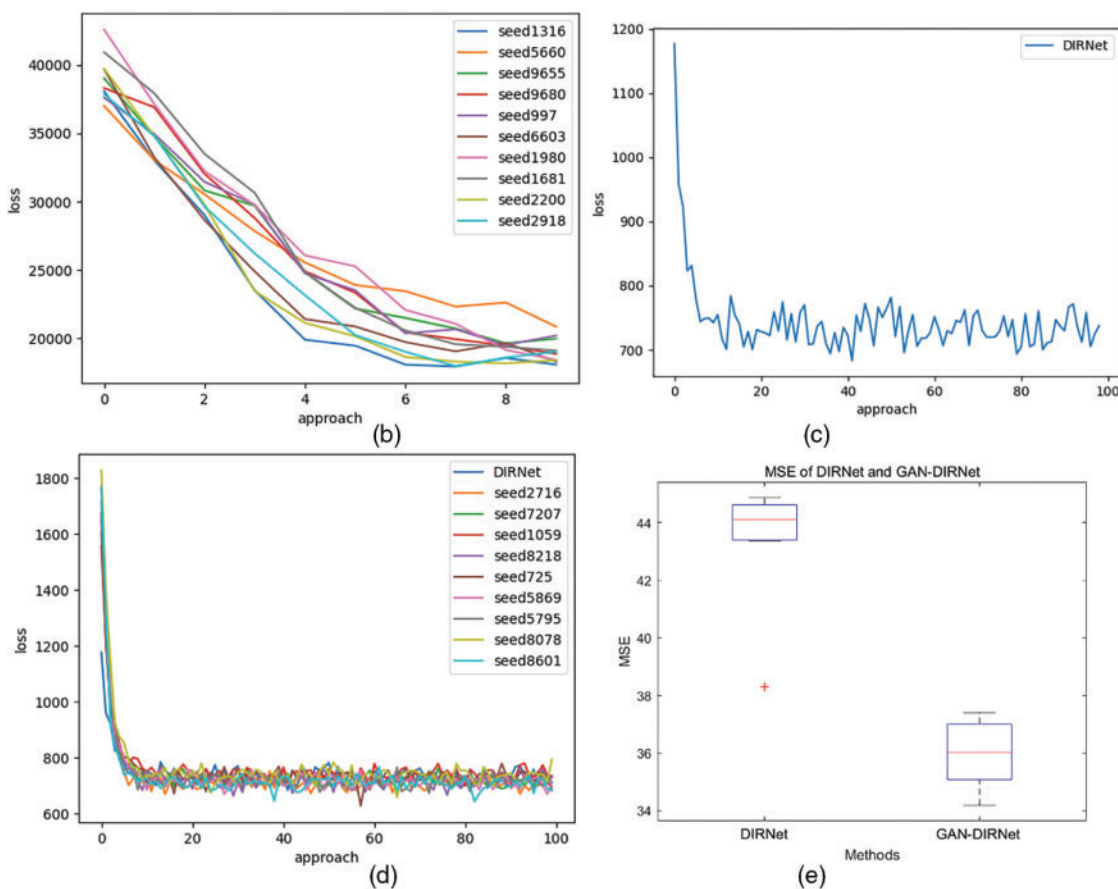 40000
35000
30000
25000
20000
loss
0 2 4 6 8
approach
seed1316
seed5660
seed9655
seed9680
seed997
seed6603
seed1980
seed1681
seed2200
seed2918
(b)
1200
1100
1000
900
800
700
loss
0 20 40 60 80 100
approach
DIRNet
(c)
1800
1600
1400
1200
1000
800
600
loss
0 20 40 60 80 100
approach
DIRNet
seed2716
seed7207
seed1059
seed8218
seed725
seed5869
seed5795
seed8078
seed8601
(d)
MSE of DIRNet and GAN-DIRNet
44
42
40
38
36
34
MSE
DIRNet GAN-DIRNet
Methods
(e)